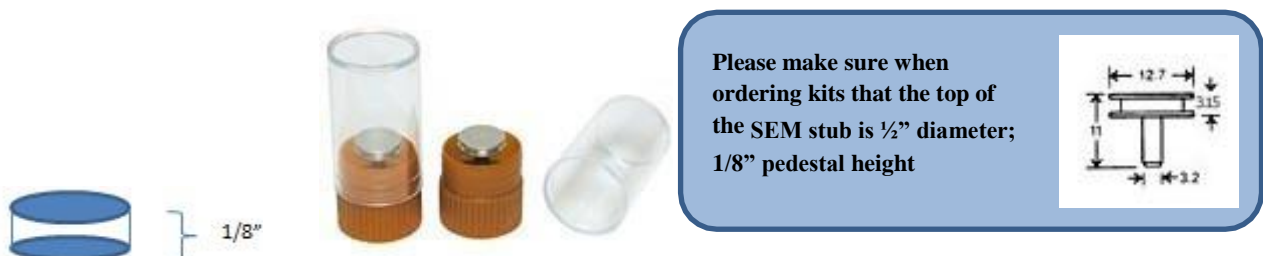 Please make sure when
ordering kits that the top of
the SEM stub is ½” diameter;
1/8” pedestal height
12.7
3.15
11
3.2
1/8”